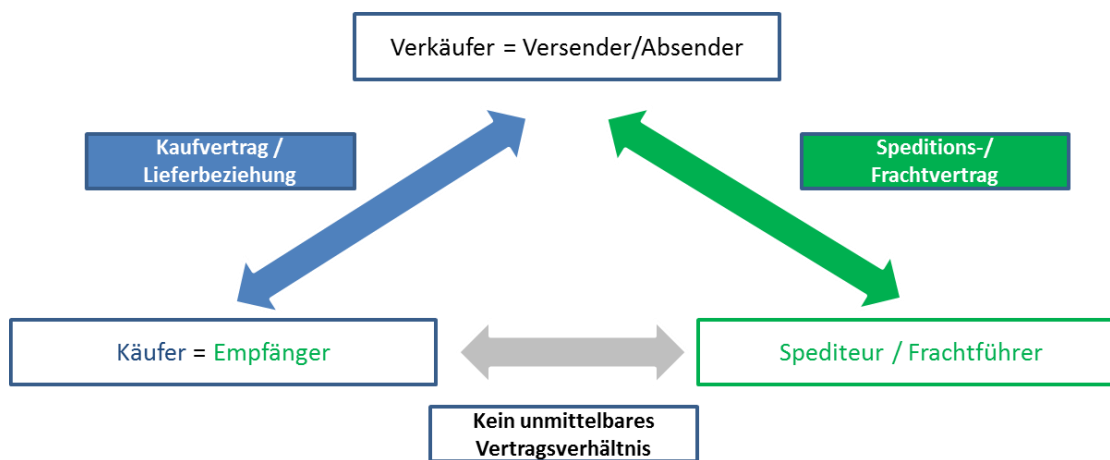 Verkäufer = Versender/Absender
Kaufvertrag /
Lieferbeziehung
Speditions-/
Frachtvertrag
Käufer = Empfänger
Spediteur / Frachtführer
Kein unmittelbares
Vertragsverhältnis